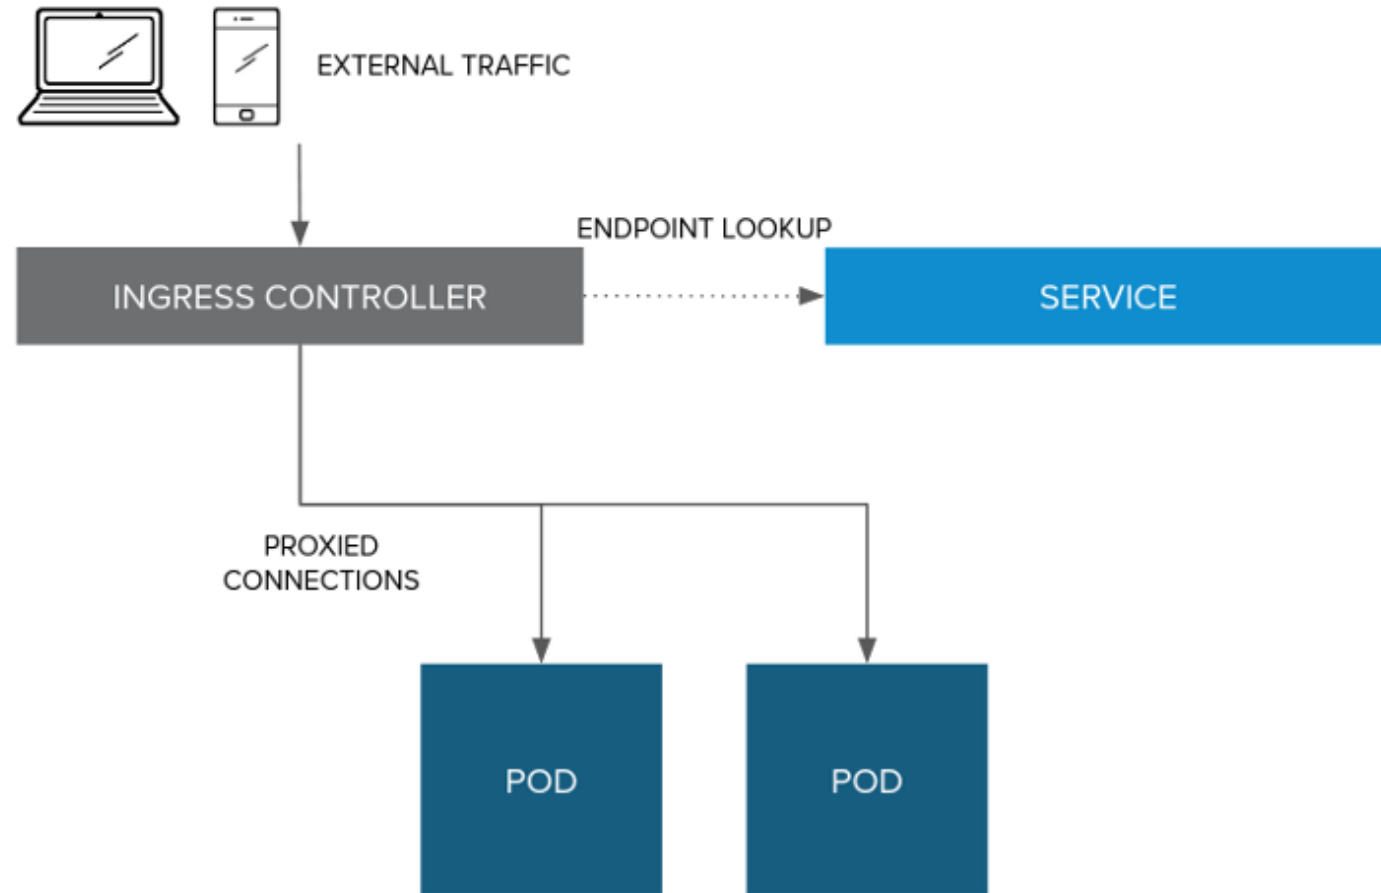 EXTERNAL TRAFFIC
ENDPOINT LOOKUP
INGRESS CONTROLLER
SERVICE
PROXIED
CONNECTIONS
POD
POD